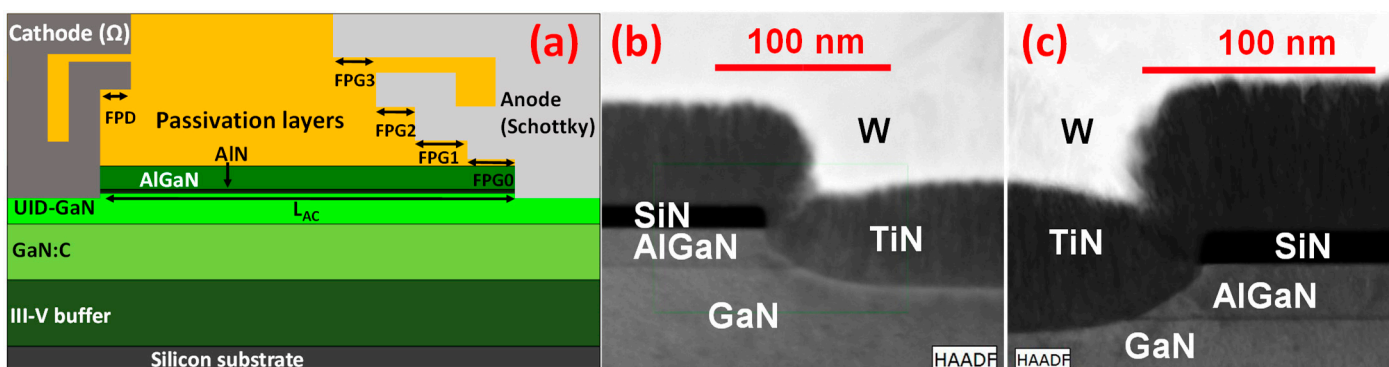 Cathode (Ω)
(a)
FPG3
Anode
(Schottky)
FPD
Passivation layers
FPG2
AlN
FPG1
AlGaN
FPG0
UID-GaN
L_AC
GaN:C
III-V buffer
Silicon substrate
(b)
100 nm
W
SiN
AlGaN
TiN
GaN
HAADF
(c)
100 nm
W
TiN
SiN
AlGaN
GaN
HAADF